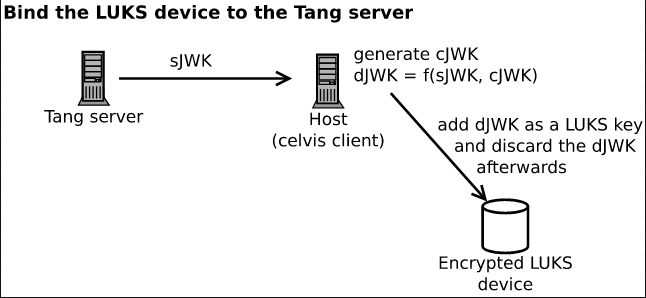 Bind the LUKS device to the Tang server
sJWK
generate cJWK
dJWK = f(sJWK, cJWK)
Tang server
Host
(celvis client)
add dJWK as a LUKS key
and discard the dJWK
afterwards
Encrypted LUKS
device